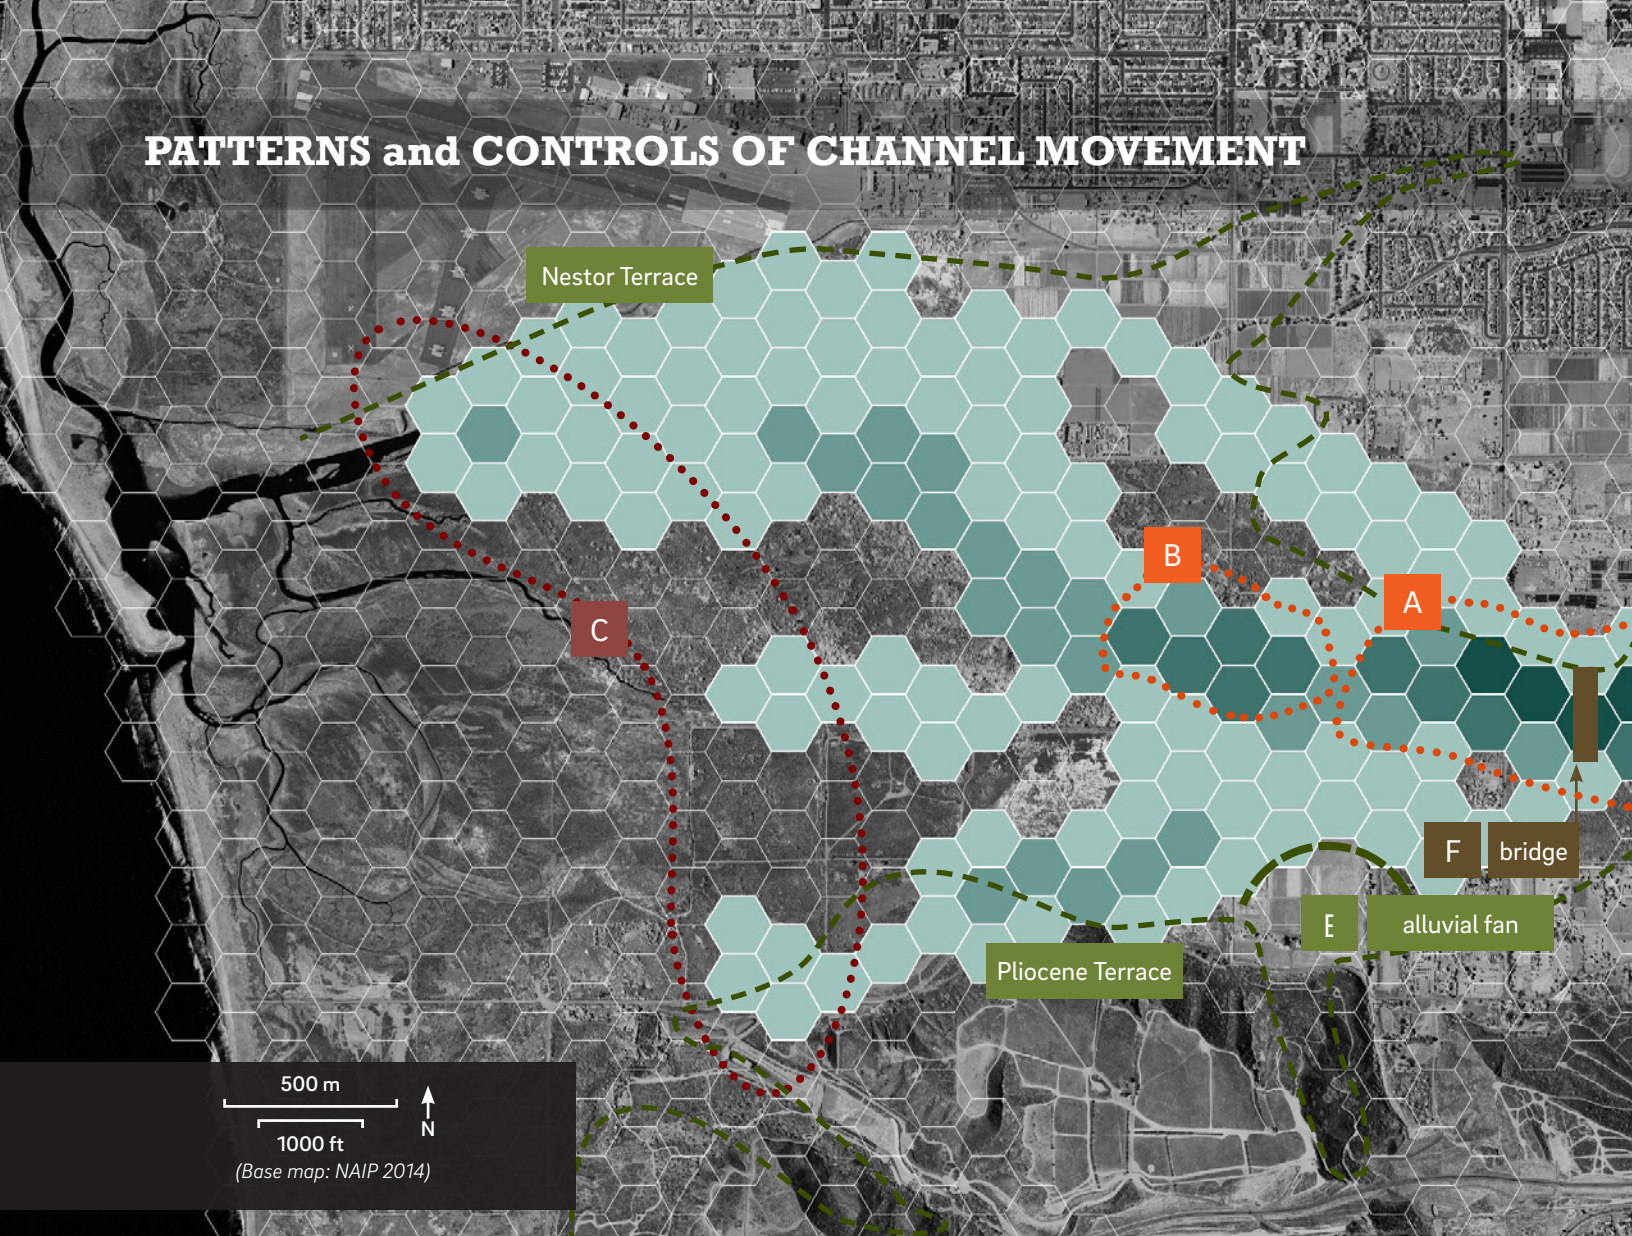 PATTERNS and CONTROLS OF CHANNEL MOVEMENT
Nestor Terrace
B
A
C
F
bridge
E
alluvial fan
Pliocene Terrace
500 m
1000 ft
N
(Base map: NAIP 2014)